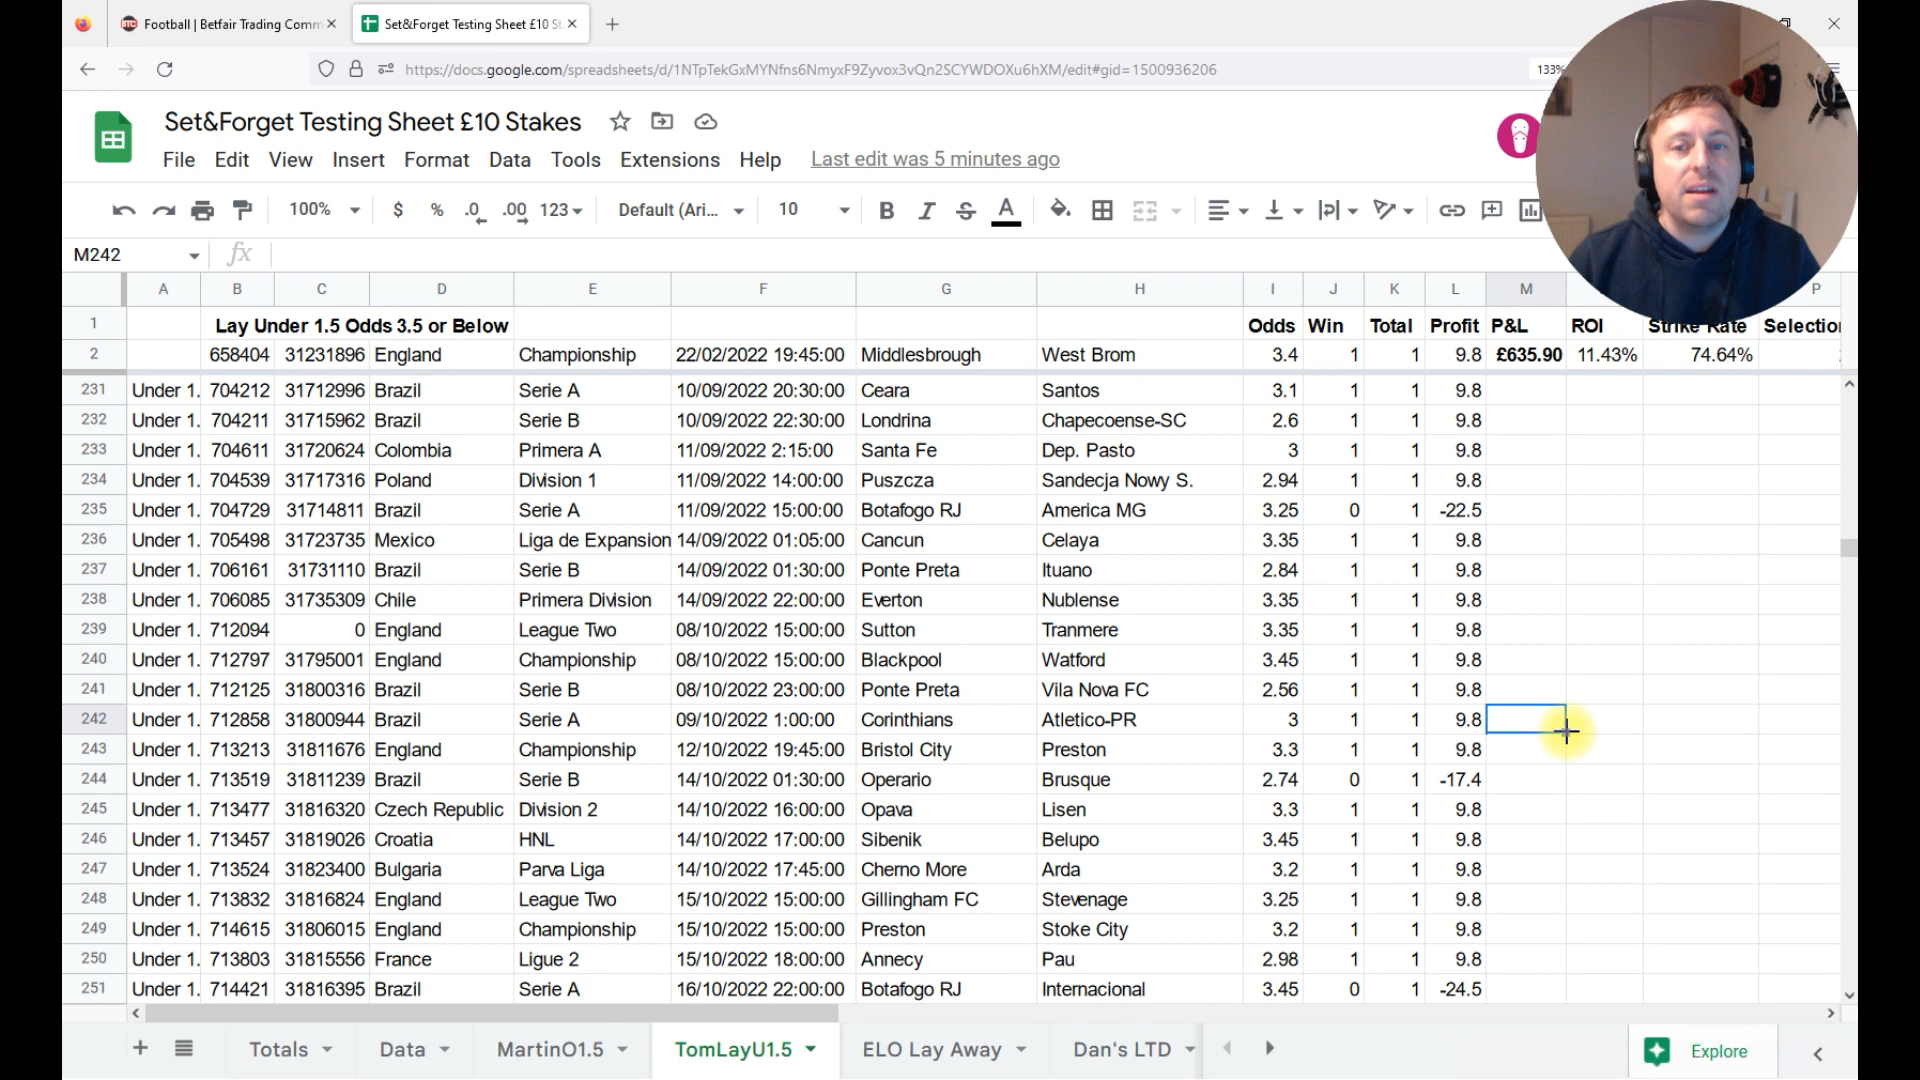 Football | Betfair Trading Comm
Set&Forget Testing Sheet £10 St
https://docs.google.com/spreadsheets/d/1NTpTekGxMYNfns6NmyxF9Zyvox3vQn2SCYWDOXu6hXM/edit#gid=1500936206
133%
Set&Forget Testing Sheet £10 Stakes
File Edit View Insert Format Data Tools Extensions Help Last edit was 5 minutes ago
100% $ % .0 .00 123 Default (Ari... 10 B I S A
M242 fx
A B C D E F G H I J K L M P
1 Lay Under 1.5 Odds 3.5 or Below Odds Win Total Profit P&L ROI Strike Rate Selection
2 658404 31231896 England Championship 22/02/2022 19:45:00 Middlesbrough West Brom 3.4 1 1 9.8 £635.90 11.43% 74.64%
231 Under 1. 704212 31712996 Brazil Serie A 10/09/2022 20:30:00 Ceara Santos 3.1 1 1 9.8
232 Under 1. 704211 31715962 Brazil Serie B 10/09/2022 22:30:00 Londrina Chapecoense-SC 2.6 1 1 9.8
233 Under 1. 704611 31720624 Colombia Primera A 11/09/2022 2:15:00 Santa Fe Dep. Pasto 3 1 1 9.8
234 Under 1. 704539 31717316 Poland Division 1 11/09/2022 14:00:00 Puszcza Sandecja Nowy S. 2.94 1 1 9.8
235 Under 1. 704729 31714811 Brazil Serie A 11/09/2022 15:00:00 Botafogo RJ America MG 3.25 0 1 -22.5
236 Under 1. 705498 31723735 Mexico Liga de Expansion 14/09/2022 01:05:00 Cancun Celaya 3.35 1 1 9.8
237 Under 1. 706161 31731110 Brazil Serie B 14/09/2022 01:30:00 Ponte Preta Ituano 2.84 1 1 9.8
238 Under 1. 706085 31735309 Chile Primera Division 14/09/2022 22:00:00 Everton Nublense 3.35 1 1 9.8
239 Under 1. 712094 0 England League Two 08/10/2022 15:00:00 Sutton Tranmere 3.35 1 1 9.8
240 Under 1. 712797 31795001 England Championship 08/10/2022 15:00:00 Blackpool Watford 3.45 1 1 9.8
241 Under 1. 712125 31800316 Brazil Serie B 08/10/2022 23:00:00 Ponte Preta Vila Nova FC 2.56 1 1 9.8
242 Under 1. 712858 31800944 Brazil Serie A 09/10/2022 1:00:00 Corinthians Atletico-PR 3 1 1 9.8
243 Under 1. 713213 31811676 England Championship 12/10/2022 19:45:00 Bristol City Preston 3.3 1 1 9.8
244 Under 1. 713519 31811239 Brazil Serie B 14/10/2022 01:30:00 Operario Brusque 2.74 0 1 -17.4
245 Under 1. 713477 31816320 Czech Republic Division 2 14/10/2022 16:00:00 Opava Lisen 3.3 1 1 9.8
246 Under 1. 713457 31819026 Croatia HNL 14/10/2022 17:00:00 Sibenik Belupo 3.45 1 1 9.8
247 Under 1. 713524 31823400 Bulgaria Parva Liga 14/10/2022 17:45:00 Cherno More Arda 3.2 1 1 9.8
248 Under 1. 713832 31816824 England League Two 15/10/2022 15:00:00 Gillingham FC Stevenage 3.25 1 1 9.8
249 Under 1. 714615 31806015 England Championship 15/10/2022 15:00:00 Preston Stoke City 3.2 1 1 9.8
250 Under 1. 713803 31815556 France Ligue 2 15/10/2022 18:00:00 Annecy Pau 2.98 1 1 9.8
251 Under 1. 714421 31816395 Brazil Serie A 16/10/2022 22:00:00 Botafogo RJ Internacional 3.45 0 1 -24.5
Totals Data MartinO1.5 TomLayU1.5 ELO Lay Away Dan's LTD Explore